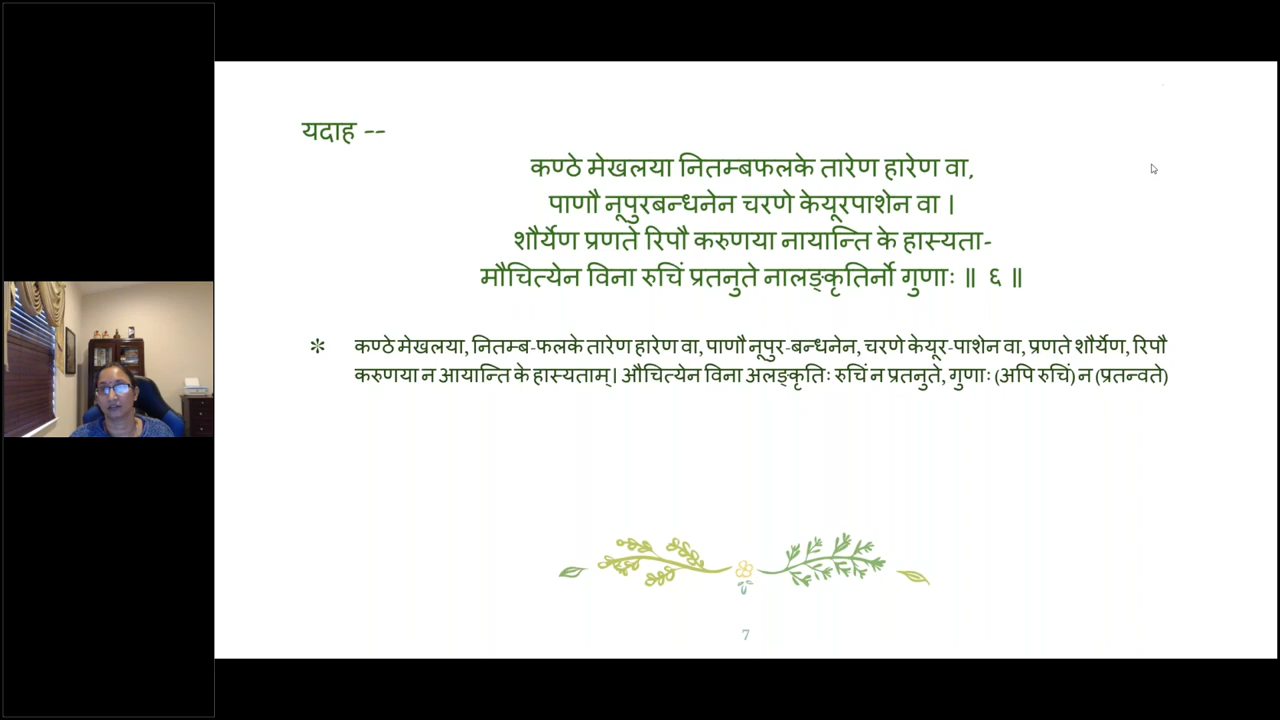 यदाह --
कण्ठे मेखलया नितम्बफलके तारेण हारेण वा,
पाणौ नूपुरबन्धनेन चरणे केयूरपाशेन वा |
शौर्येण प्रणते रिपौ करुणया नायान्ति के हास्यता-
मौचित्येन विना रुचिं प्रतनुते नालङ्कृतिर्नो गुणाः ॥ ६ ॥
* कण्ठे मेखलया, नितम्ब-फलके तारेण हारेण वा, पाणौ नूपुर-बन्धनेन, चरणे केयूर-पाशेन वा, प्रणते शौर्येण, रिपौ
करुणया न आयान्ति के हास्यताम्| औचित्येन विना अलङ्कृतिः रुचिं न प्रतनुते, गुणाः (अपि रुचिं) न (प्रतन्वते)
7